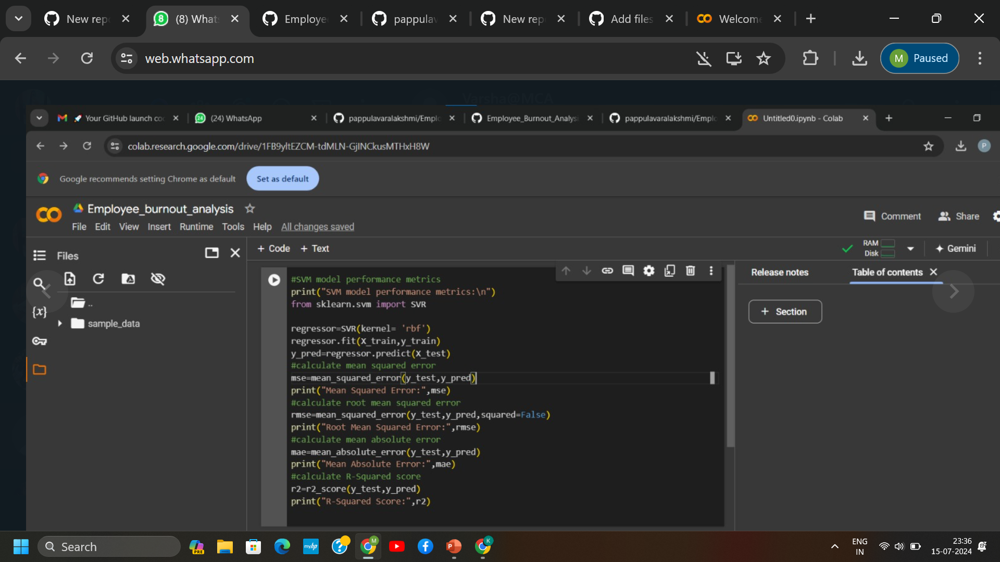 New rep
(8) What
Employe
pappulav
New rep
Add files
Welcome
web.whatsapp.com
M
Paused
Varsha@MCA
Your GitHub launch co
(24) WhatsApp
pappulavaralakshmi/Empl
Employee_Burnout_Analysi
pappulavaralakshmi/Empl
Untitled0.ipynb - Colab
colab.research.google.com/drive/1FB9yltEZCM-tdMLN-GjINCkusMTHxH8W
P
Google recommends setting Chrome as default
Set as default
Employee_burnout_analysis
Comment
Share
File Edit View Insert Runtime Tools Help All changes saved
Files
+ Code + Text
RAM
Disk
Gemini
Release notes
Table of contents
+ Section
{x}
..
sample_data
#SVM model performance metrics
print("SVM model performance metrics:\n")
from sklearn.svm import SVR
regressor=SVR(kernel= 'rbf')
regressor.fit(X_train,y_train)
y_pred=regressor.predict(X_test)
#calculate mean squared error
mse=mean_squared_error(y_test,y_pred)
print("Mean Squared Error:",mse)
#calculate root mean squared error
rmse=mean_squared_error(y_test,y_pred,squared=False)
print("Root Mean Squared Error:",rmse)
#calculate mean absolute error
mae=mean_absolute_error(y_test,y_pred)
print("Mean Absolute Error:",mae)
#calculate R-Squared score
r2=r2_score(y_test,y_pred)
print("R-Squared Score:",r2)
Search
PRE
myhp
M
P
K
ENG
IN
23:36
15-07-2024